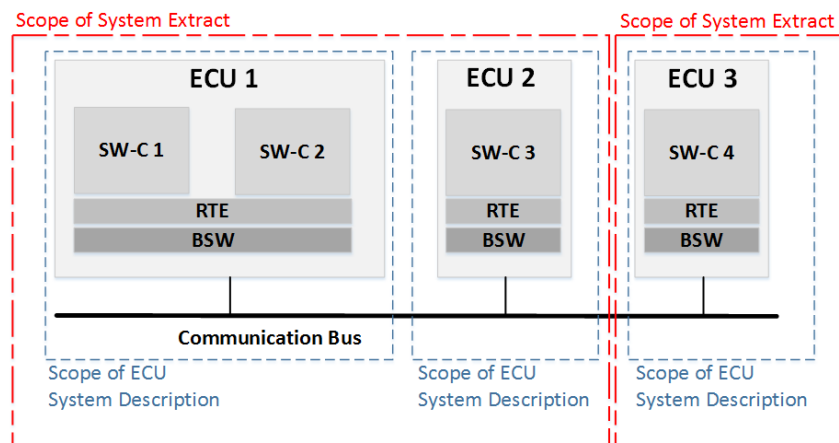 Scope of System Extract
Scope of System Extract
ECU 1
ECU 2
ECU 3
SW-C 1
SW-C 2
SW-C 3
SW-C 4
RTE
RTE
RTE
BSW
BSW
BSW
Communication Bus
Scope of ECU
System Description
Scope of ECU
System Description
Scope of ECU
System Description